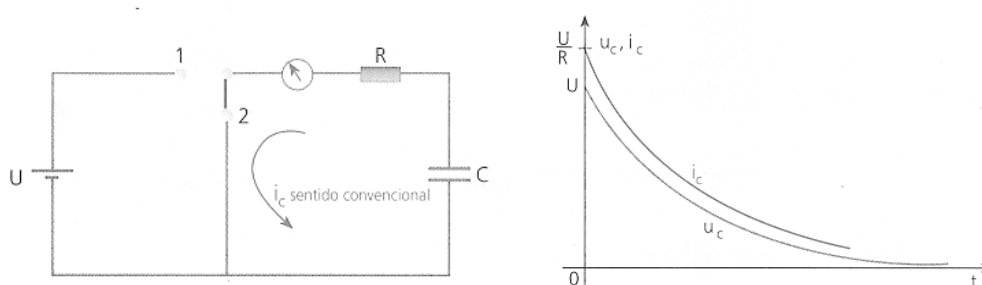 1
R
2
U
C
i_c sentido convencional
U/R
u_c, i_c
U
i_c
u_c
0
t